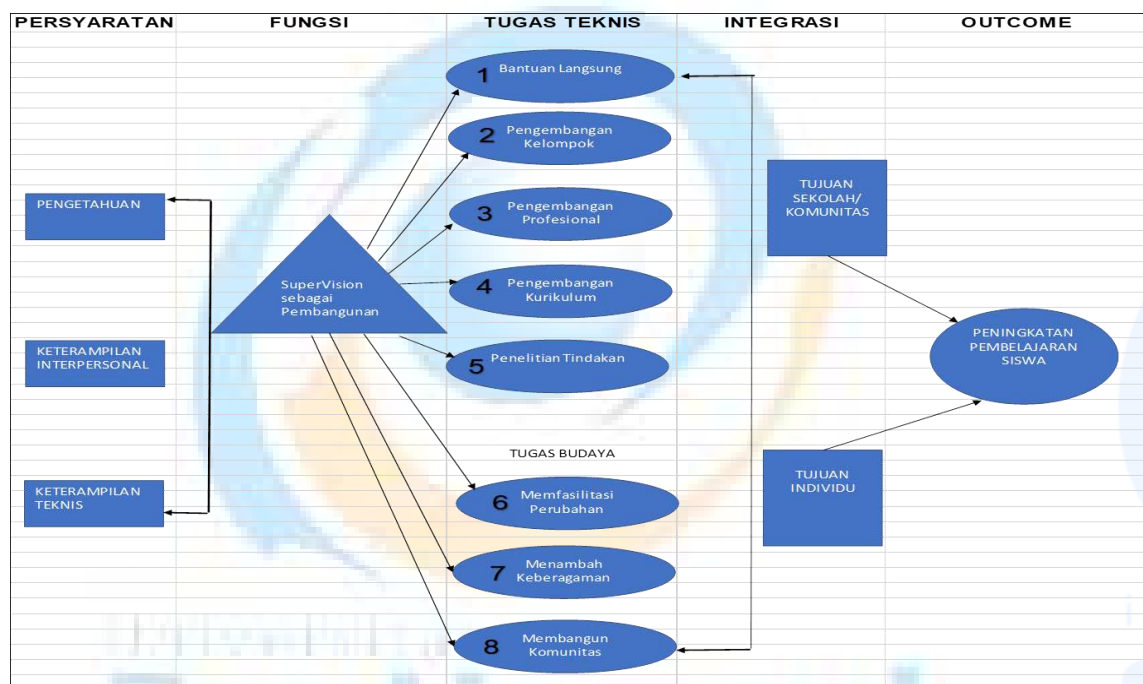 PERSYARATAN
FUNGSI
TUGAS TEKNIS
INTEGRASI
OUTCOME
1 Bantuan Langsung
2 Pengembangan
Kelompok
3 Pengembangan
Profesional
4 Pengembangan
Kurikulum
5 Penelitian Tindakan
PENGETAHUAN
KETERAMPILAN
INTERPERSONAL
KETERAMPILAN
TEKNIS
SuperVision
sebagai
Pembangunan
TUGAS BUDAYA
6 Memfasilitasi
Perubahan
7 Menambah
Keberagaman
8 Membangun
Komunitas
TUJUAN
SEKOLAH/
KOMUNITAS
TUJUAN
INDIVIDU
PENINGKATAN
PEMBELAJARAN
SISWA